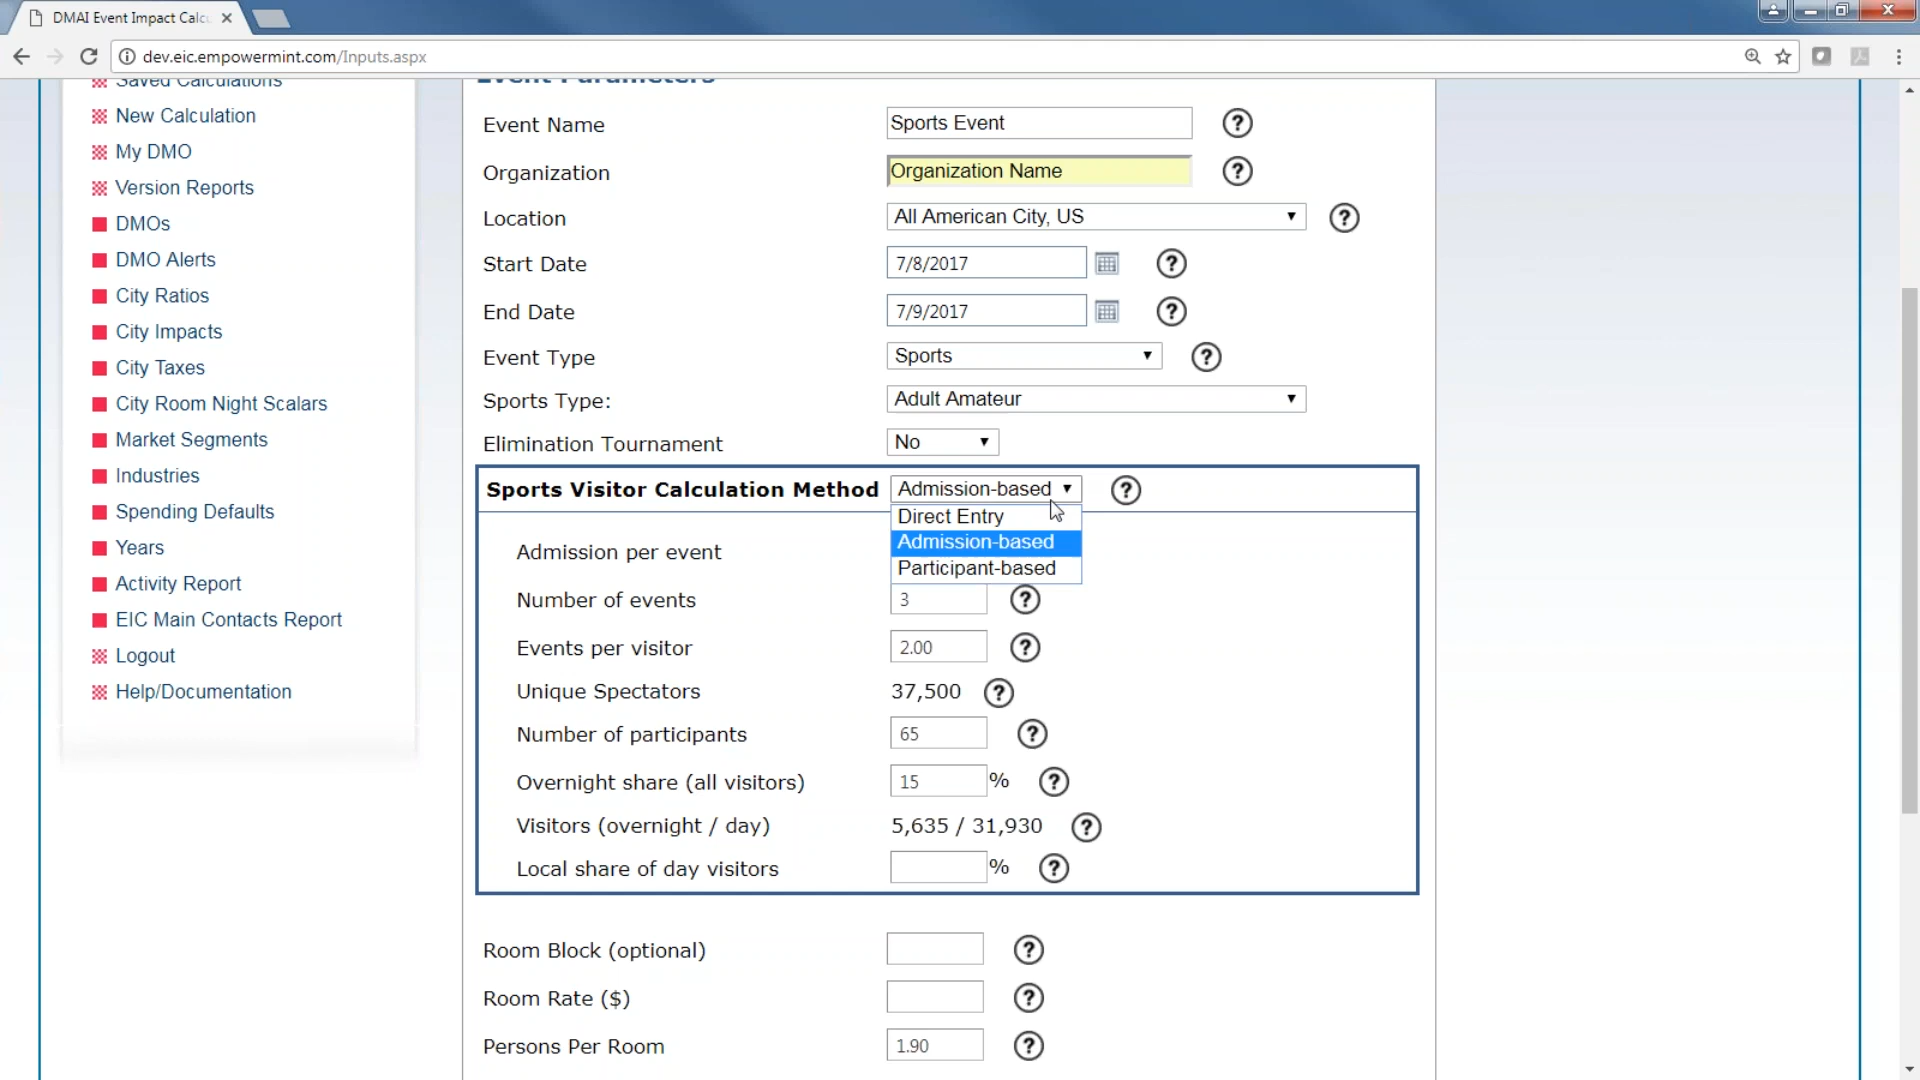 DMAI Event Impact Calcu
dev.eic.empowermint.com/Inputs.aspx
Saved Calculations
New Calculation
My DMO
Version Reports
DMOs
DMO Alerts
City Ratios
City Impacts
City Taxes
City Room Night Scalars
Market Segments
Industries
Spending Defaults
Years
Activity Report
EIC Main Contacts Report
Logout
Help/Documentation
Event Parameters
Event Name Sports Event ?
Organization Organization Name ?
Location All American City, US ?
Start Date 7/8/2017 ?
End Date 7/9/2017 ?
Event Type Sports ?
Sports Type: Adult Amateur
Elimination Tournament No
Sports Visitor Calculation Method Admission-based ?
Direct Entry
Admission-based
Participant-based
Admission per event
Number of events 3 ?
Events per visitor 2.00 ?
Unique Spectators 37,500 ?
Number of participants 65 ?
Overnight share (all visitors) 15 % ?
Visitors (overnight / day) 5,635 / 31,930 ?
Local share of day visitors % ?
Room Block (optional) ?
Room Rate ($) ?
Persons Per Room 1.90 ?